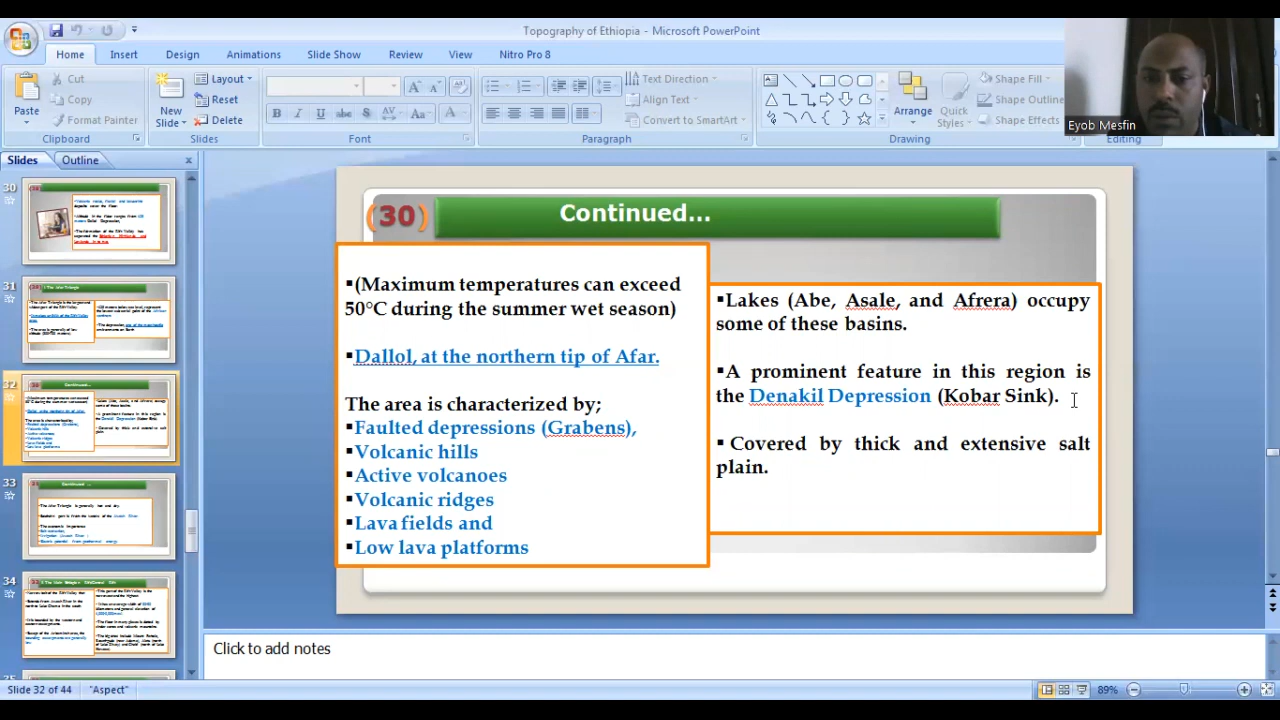 Topography of Ethiopia - Microsoft PowerPoint
Home Insert Design Animations Slide Show Review View Nitro Pro 8
Paste
Cut
Copy
Format Painter
Clipboard
New Slide
Layout
Reset
Delete
Slides
Font
Paragraph
Text Direction
Align Text
Convert to SmartArt
Arrange
Quick Styles
Shape Fill
Shape Outline
Shape Effects
Drawing
Editing
Eyob Mesfin
Slides Outline
30
31
32
33
34
(30) Continued...
▪(Maximum temperatures can exceed
50°C during the summer wet season)
▪Dallol, at the northern tip of Afar.
The area is characterized by;
▪Faulted depressions (Grabens),
▪Volcanic hills
▪Active volcanoes
▪Volcanic ridges
▪Lava fields and
▪Low lava platforms
▪Lakes (Abe, Asale, and Afrera) occupy
some of these basins.
▪A prominent feature in this region is
the Denakil Depression (Kobar Sink).
▪ Covered by thick and extensive salt
plain.
Click to add notes
Slide 32 of 44 "Aspect" 89%